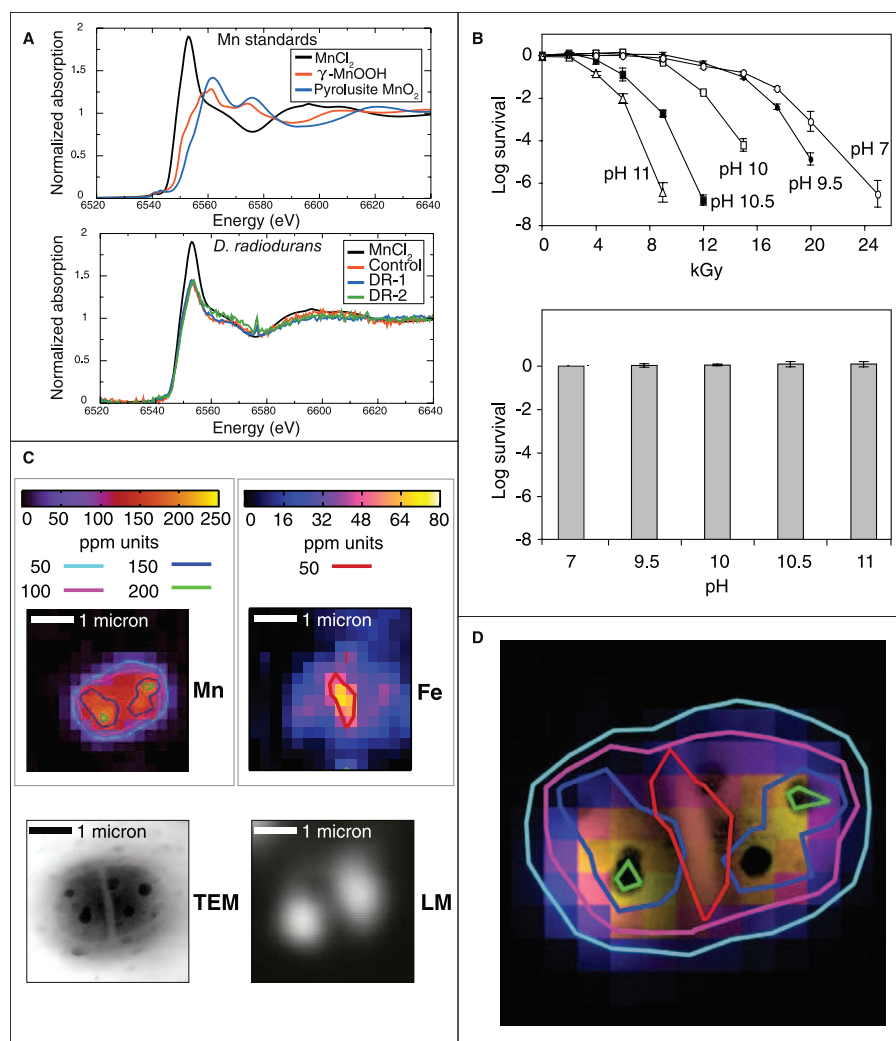 A
Mn standards
MnCl2
γ-MnOOH
Pyrolusite MnO2
Normalized absorption
2
1.5
1
0.5
0
6520 6540 6560 6580 6600 6620 6640
Energy (eV)
D. radiodurans
MnCl2
Control
DR-1
DR-2
Normalized absorption
2
1.5
1
0.5
0
6520 6540 6560 6580 6600 6620 6640
Energy (eV)
B
Log survival
0
-2
-4
-6
-8
pH 11
pH 10.5
pH 10
pH 9.5
pH 7
0 4 8 12 16 20 24
kGy
Log survival
0
-2
-4
-6
-8
7 9.5 10 10.5 11
pH
C
0 50 100 150 200 250
ppm units
50 150
100 200
1 micron
Mn
0 16 32 48 64 80
ppm units
50
1 micron
Fe
1 micron
TEM
1 micron
LM
D